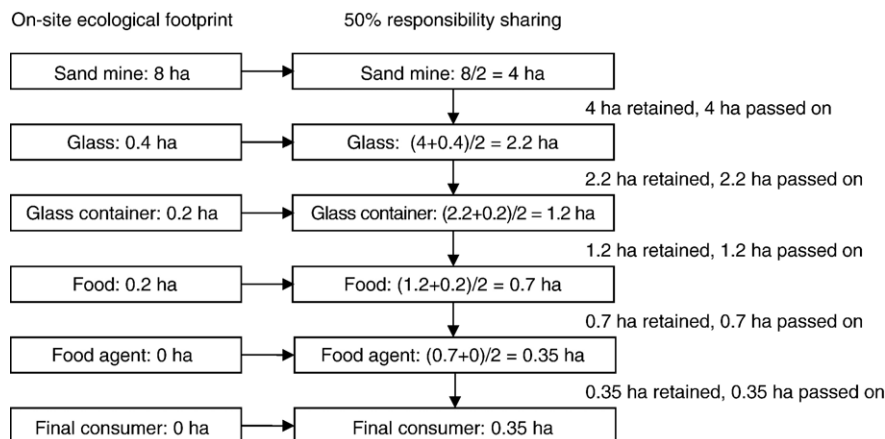 On-site ecological footprint 50% responsibility sharing
Sand mine: 8 ha Sand mine: 8/2 = 4 ha
4 ha retained, 4 ha passed on
Glass: 0.4 ha Glass: (4+0.4)/2 = 2.2 ha
2.2 ha retained, 2.2 ha passed on
Glass container: 0.2 ha Glass container: (2.2+0.2)/2 = 1.2 ha
1.2 ha retained, 1.2 ha passed on
Food: 0.2 ha Food: (1.2+0.2)/2 = 0.7 ha
0.7 ha retained, 0.7 ha passed on
Food agent: 0 ha Food agent: (0.7+0)/2 = 0.35 ha
0.35 ha retained, 0.35 ha passed on
Final consumer: 0 ha Final consumer: 0.35 ha